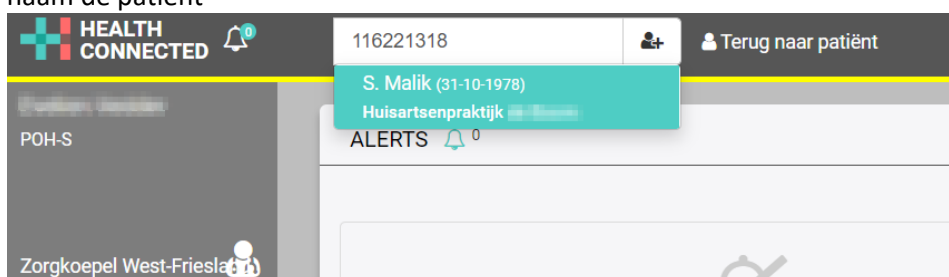 naam de patiënt
HEALTH
CONNECTED
0
116221318
Terug naar patiënt
S. Malik (31-10-1978)
Huisartsenpraktijk
POH-S
ALERTS 0
Zorgkoepel West-Friesla